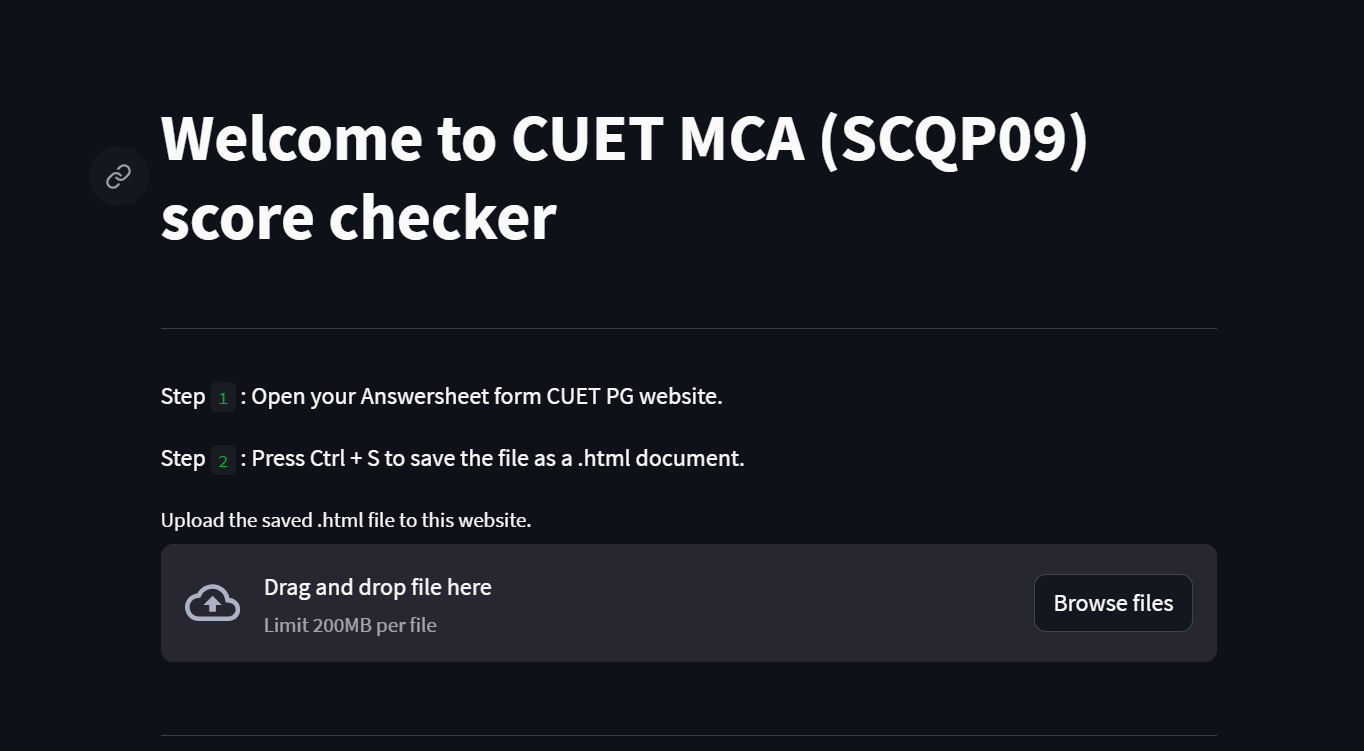 Welcome to CUET MCA (SCQP09)
score checker
Step 1 : Open your Answersheet form CUET PG website.
Step 2 : Press Ctrl + S to save the file as a .html document.
Upload the saved .html file to this website.
Drag and drop file here
Limit 200MB per file
Browse files